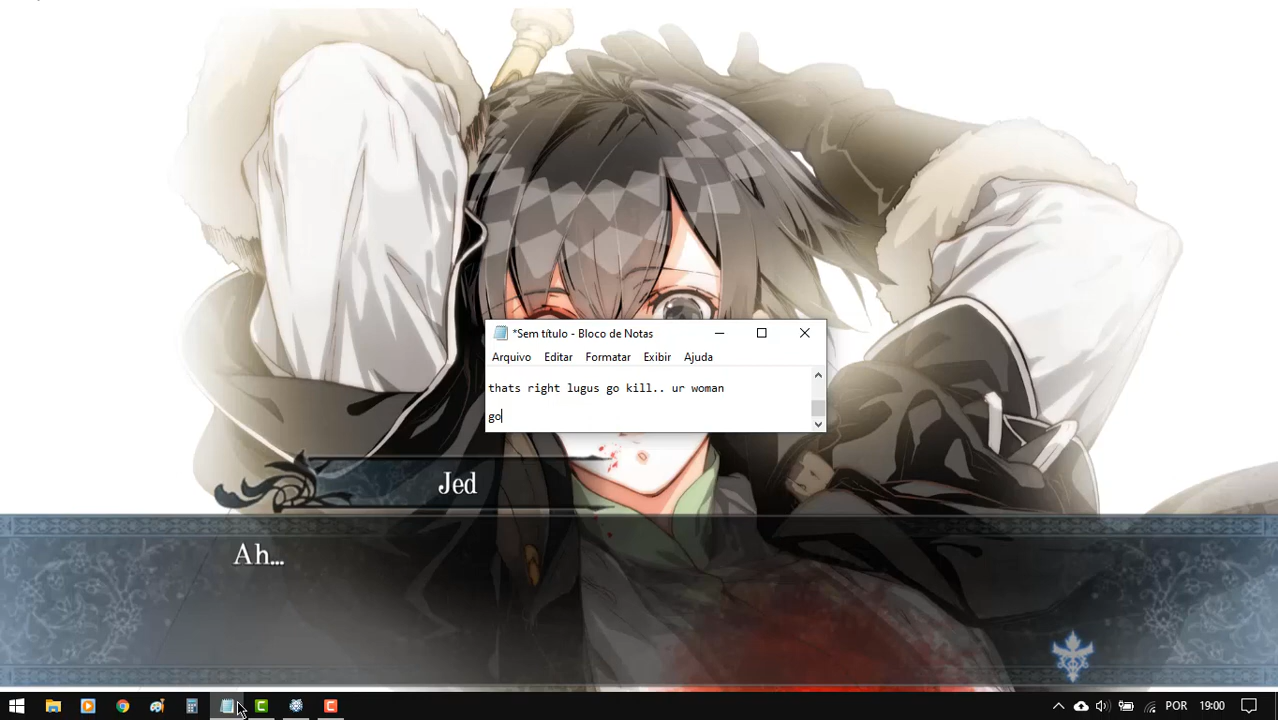 *Sem título - Bloco de Notas
Arquivo Editar Formatar Exibir Ajuda
thats right lugus go kill.. ur woman
go
Jed
Ah...
POR 19:00